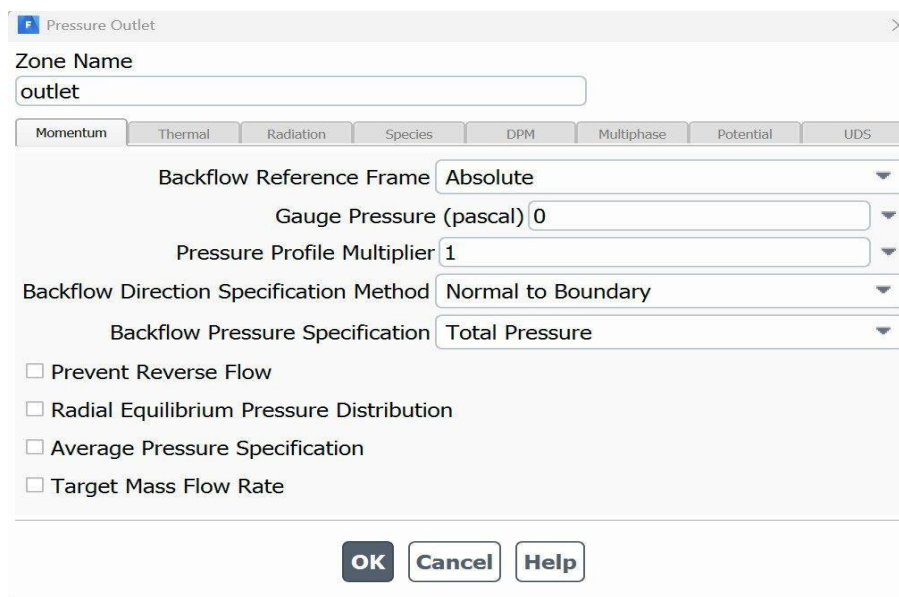 Pressure Outlet
Zone Name
outlet
Momentum Thermal Radiation Species DPM Multiphase Potential UDS
Backflow Reference Frame Absolute
Gauge Pressure (pascal) 0
Pressure Profile Multiplier 1
Backflow Direction Specification Method Normal to Boundary
Backflow Pressure Specification Total Pressure
Prevent Reverse Flow
Radial Equilibrium Pressure Distribution
Average Pressure Specification
Target Mass Flow Rate
OK Cancel Help